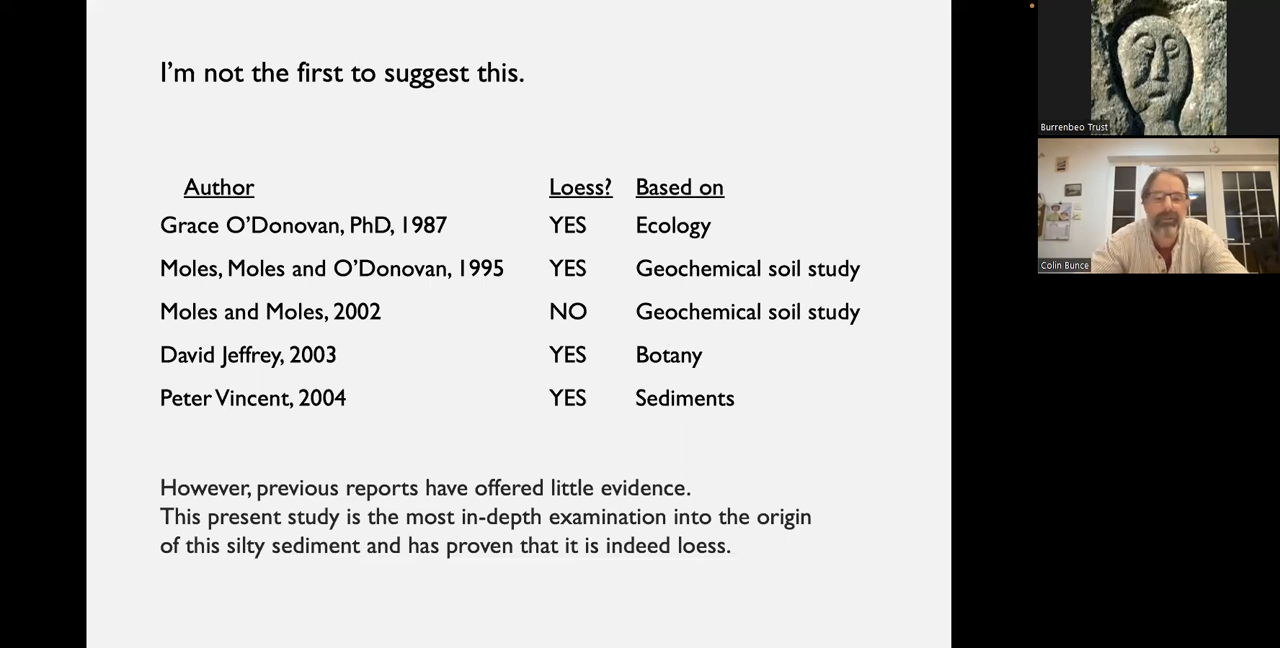 I'm not the first to suggest this.
Author Loess? Based on
Grace O'Donovan, PhD, 1987 YES Ecology
Moles, Moles and O'Donovan, 1995 YES Geochemical soil study
Moles and Moles, 2002 NO Geochemical soil study
David Jeffrey, 2003 YES Botany
Peter Vincent, 2004 YES Sediments
However, previous reports have offered little evidence.
This present study is the most in-depth examination into the origin
of this silty sediment and has proven that it is indeed loess.
Burrenbeo Trust
Colin Bunce